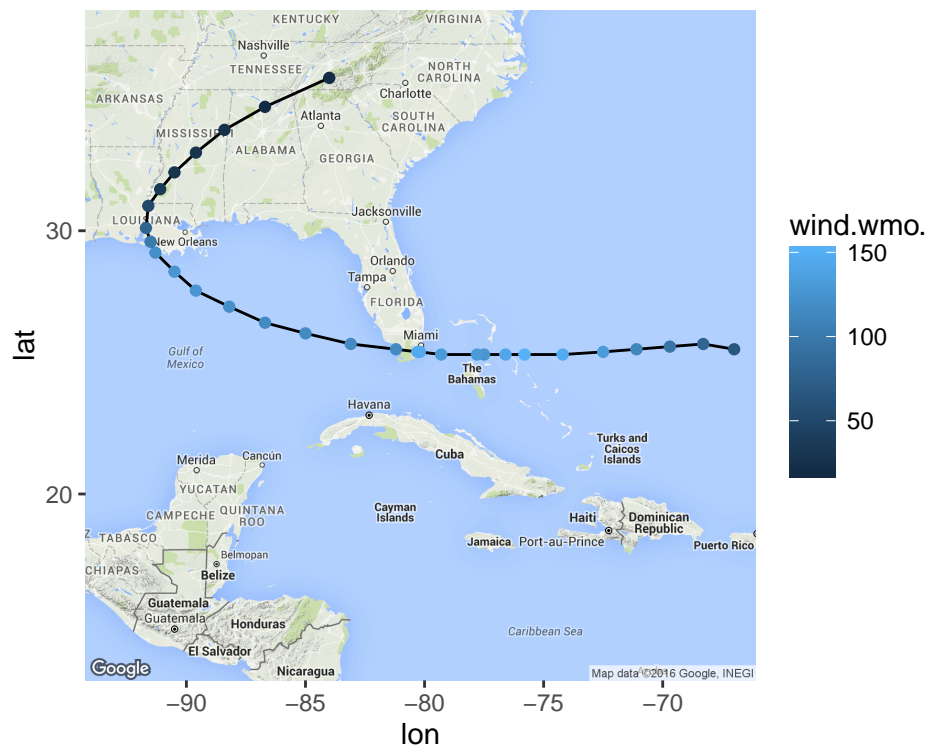 KENTUCKY
VIRGINIA
Nashville
TENNESSEE
NORTH
CAROLINA
ARKANSAS
Charlotte
Atlanta
SOUTH
CAROLINA
MISSISSIPPI
ALABAMA
GEORGIA
Jacksonville
LOUISIANA
New Orleans
Orlando
Tampa
FLORIDA
Miami
Gulf of
Mexico
The
Bahamas
Havana
Turks and
Caicos
Islands
Cuba
Merida
Cancún
YUCATAN
CAMPECHE
QUINTANA
ROO
Cayman
Islands
Haiti
Dominican
Republic
Z
TABASCO
Jamaica
Port-au-Prince
Puerto Rico
Belmopan
CHIAPAS
Belize
Guatemala
Guatemala
Honduras
Caribbean Sea
El Salvador
Nicaragua
Google
Map data ©2016 Google, INEGI
30
20
lat
−90
−85
−80
−75
−70
lon
wind.wmo.
150
100
50